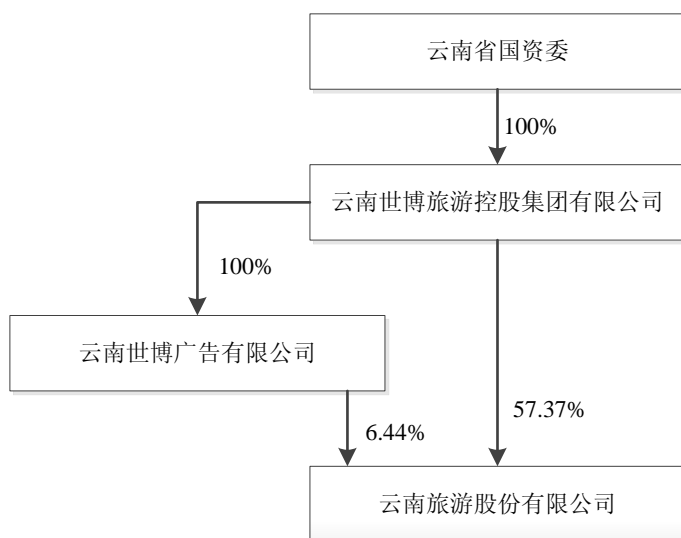 云南省国资委
100%
云南世博旅游控股集团有限公司
100%
云南世博广告有限公司
57.37%
6.44%
云南旅游股份有限公司